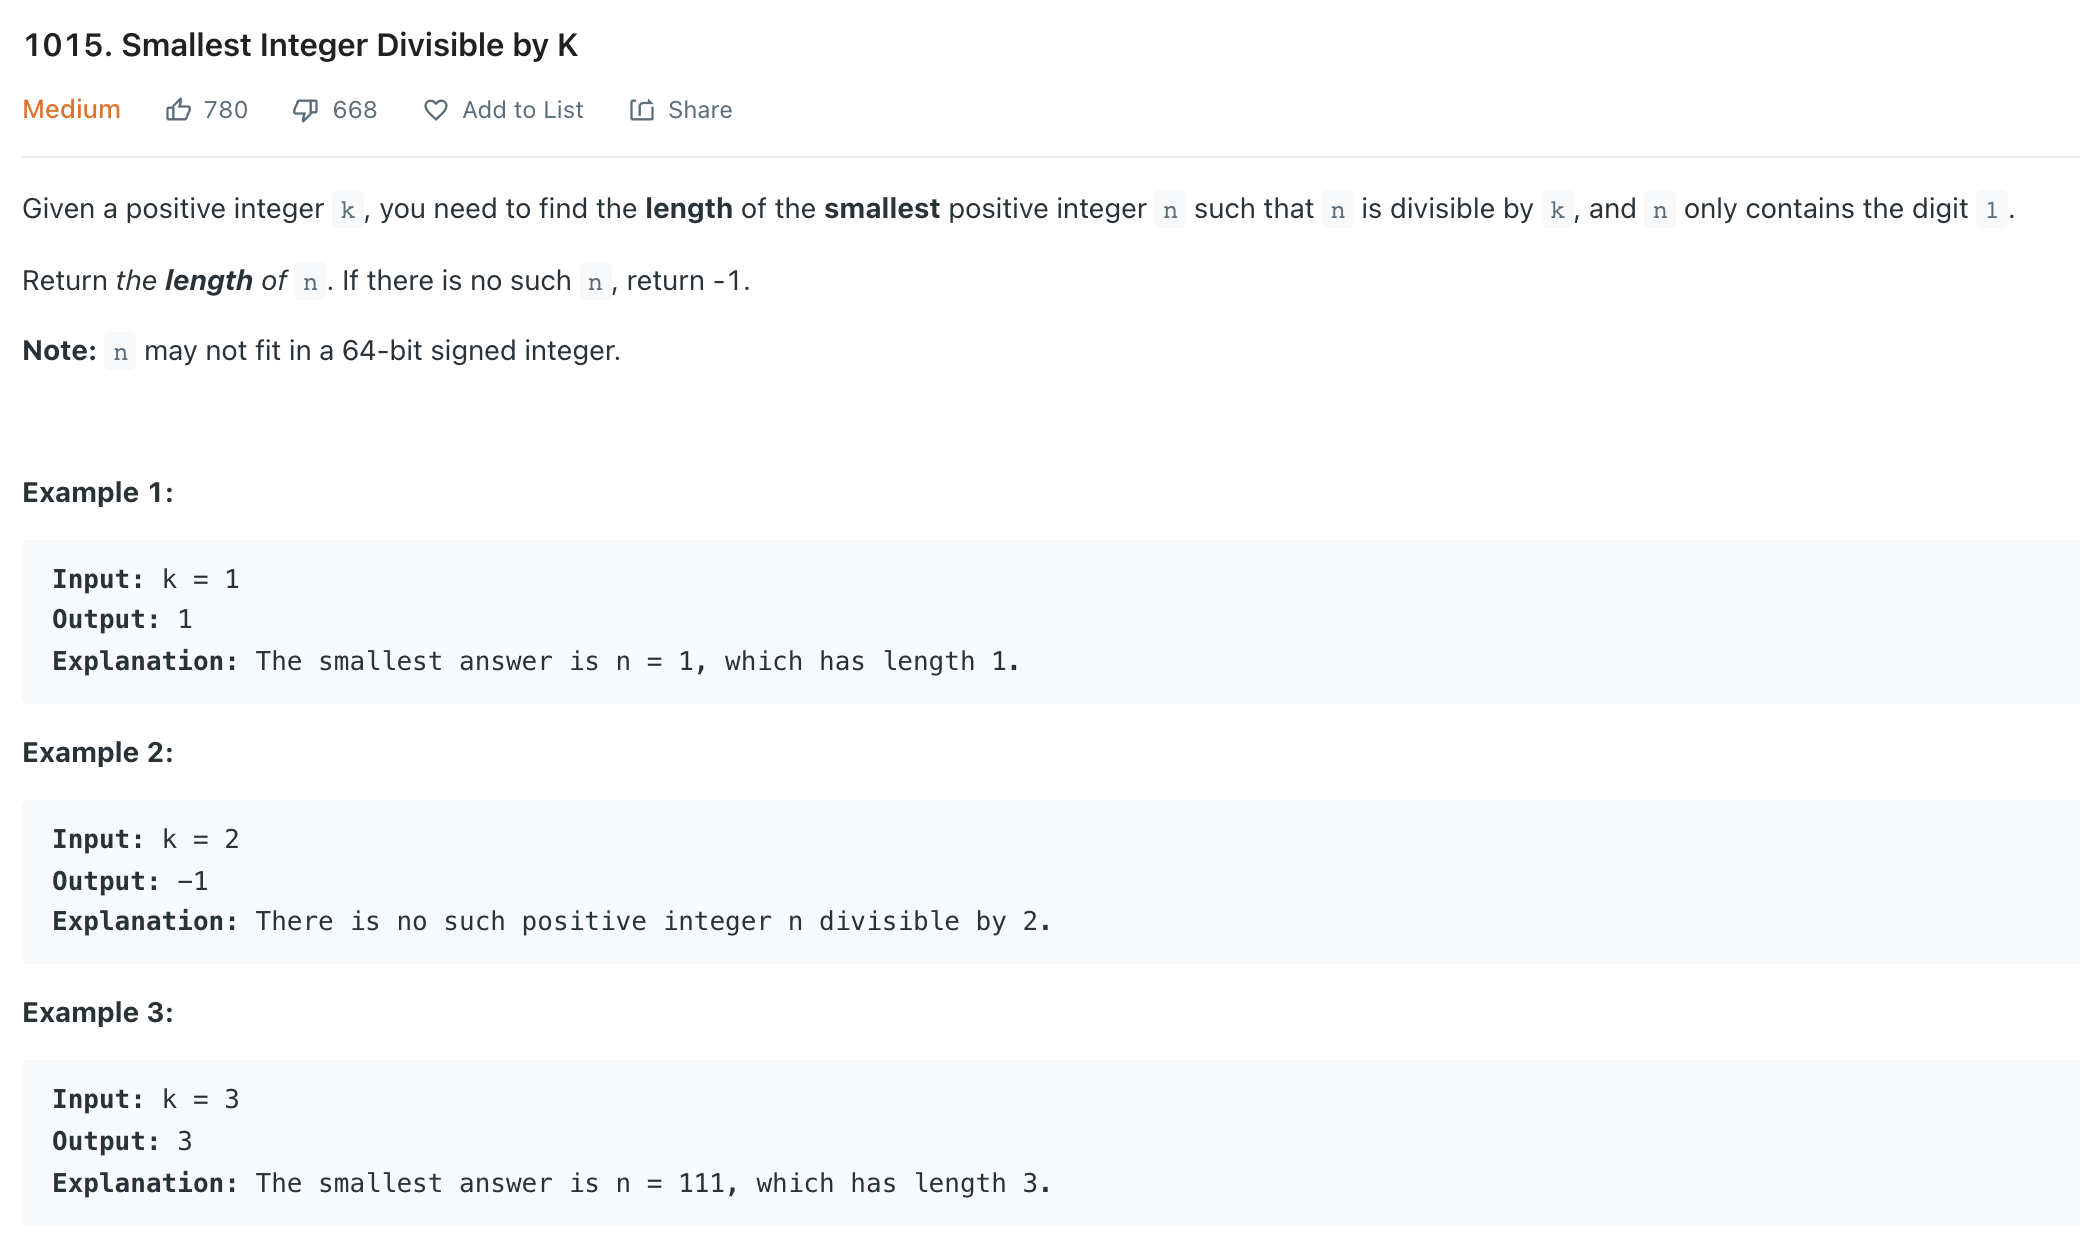 1015. Smallest Integer Divisible by K
Medium 780 668 Add to List Share
Given a positive integer k, you need to find the length of the smallest positive integer n such that n is divisible by k, and n only contains the digit 1.
Return the length of n. If there is no such n, return -1.
Note: n may not fit in a 64-bit signed integer.
Example 1:
Input: k = 1
Output: 1
Explanation: The smallest answer is n = 1, which has length 1.
Example 2:
Input: k = 2
Output: -1
Explanation: There is no such positive integer n divisible by 2.
Example 3:
Input: k = 3
Output: 3
Explanation: The smallest answer is n = 111, which has length 3.